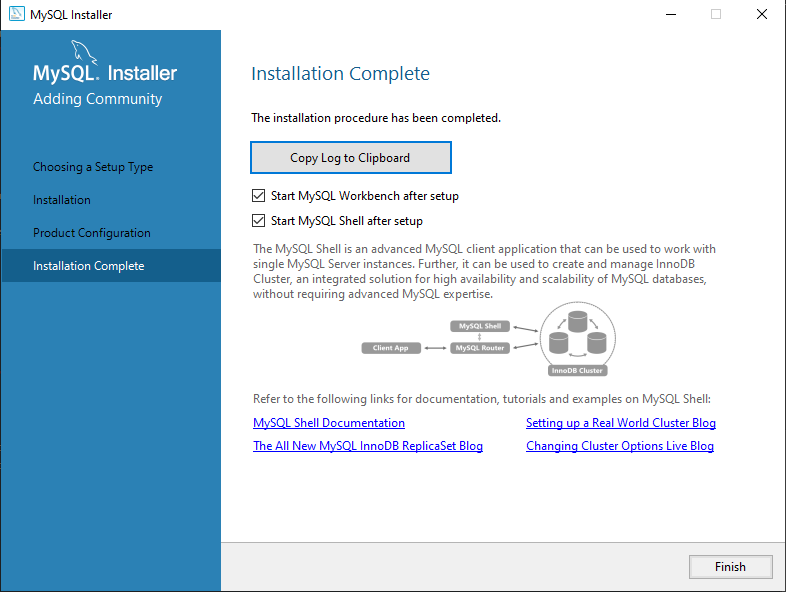 MySQL Installer
MySQL. Installer
Adding Community
Choosing a Setup Type
Installation
Product Configuration
Installation Complete
Installation Complete
The installation procedure has been completed.
Copy Log to Clipboard
Start MySQL Workbench after setup
Start MySQL Shell after setup
The MySQL Shell is an advanced MySQL client application that can be used to work with
single MySQL Server instances. Further, it can be used to create and manage InnoDB
Cluster, an integrated solution for high availability and scalability of MySQL databases,
without requiring advanced MySQL expertise.
MySQL Shell
Client App
MySQL Router
InnoDB Cluster
Refer to the following links for documentation, tutorials and examples on MySQL Shell:
MySQL Shell Documentation
Setting up a Real World Cluster Blog
The All New MySQL InnoDB ReplicaSet Blog
Changing Cluster Options Live Blog
Finish